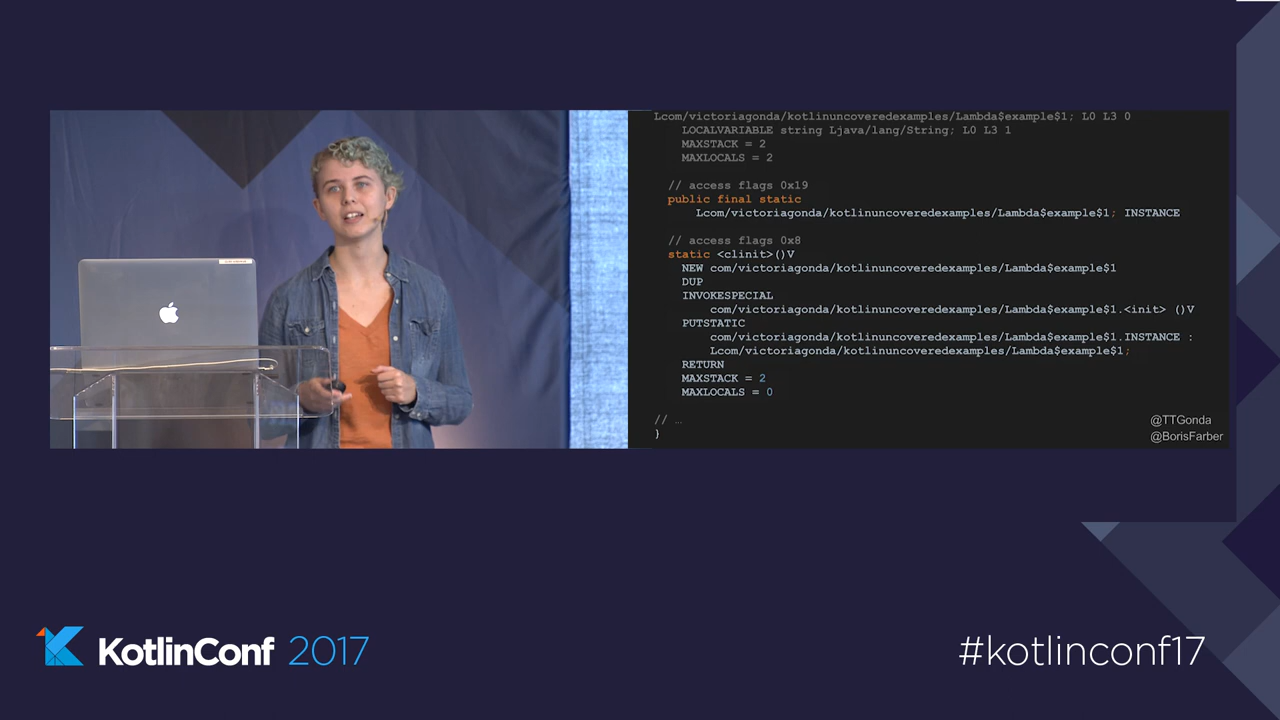 Lcom/victoriagonda/kotlinuncoveredexamples/Lambda$example$1; L0 L3 0
LOCALVARIABLE string Ljava/lang/String; L0 L3 1
MAXSTACK = 2
MAXLOCALS = 2
// access flags 0x19
public final static
Lcom/victoriagonda/kotlinuncoveredexamples/Lambda$example$1; INSTANCE
// access flags 0x8
static <clinit>()V
NEW com/victoriagonda/kotlinuncoveredexamples/Lambda$example$1
DUP
INVOKESPECIAL
com/victoriagonda/kotlinuncoveredexamples/Lambda$example$1.<init> ()V
PUTSTATIC
com/victoriagonda/kotlinuncoveredexamples/Lambda$example$1.INSTANCE :
Lcom/victoriagonda/kotlinuncoveredexamples/Lambda$example$1;
RETURN
MAXSTACK = 2
MAXLOCALS = 0
// …
}
@TTGonda
@BorisFarber
KotlinConf 2017
#kotlinconf17